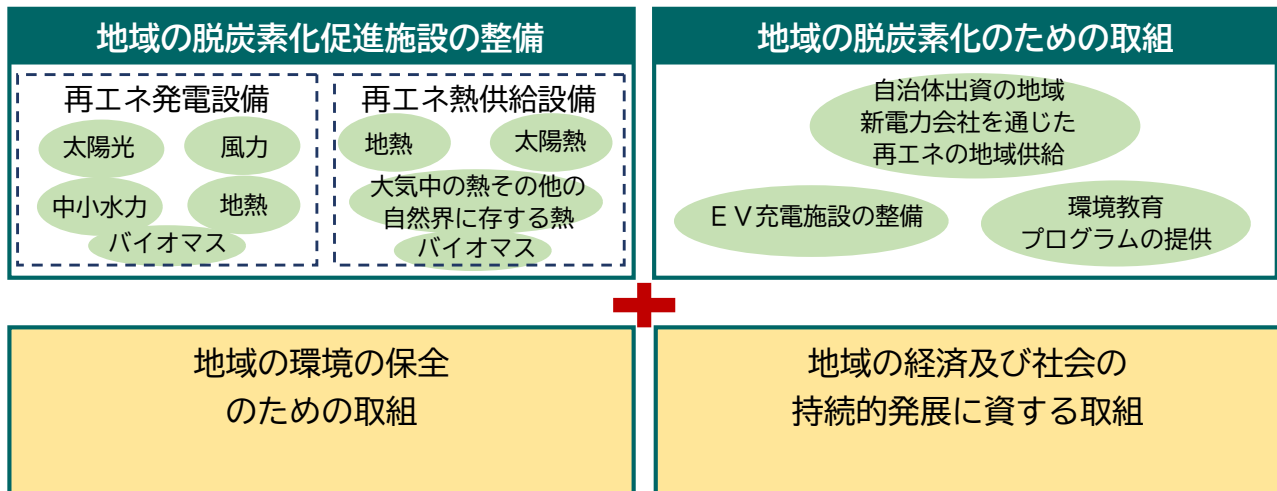 地域の脱炭素化促進施設の整備
再エネ発電設備
太陽光
風力
中小水力
地熱
バイオマス
再エネ熱供給設備
地熱
太陽熱
大気中の熱その他の
自然界に存する熱
バイオマス
地域の脱炭素化のための取組
自治体出資の地域
新電力会社を通じた
再エネの地域供給
ＥＶ充電施設の整備
環境教育
プログラムの提供
地域の環境の保全
のための取組
地域の経済及び社会の
持続的発展に資する取組